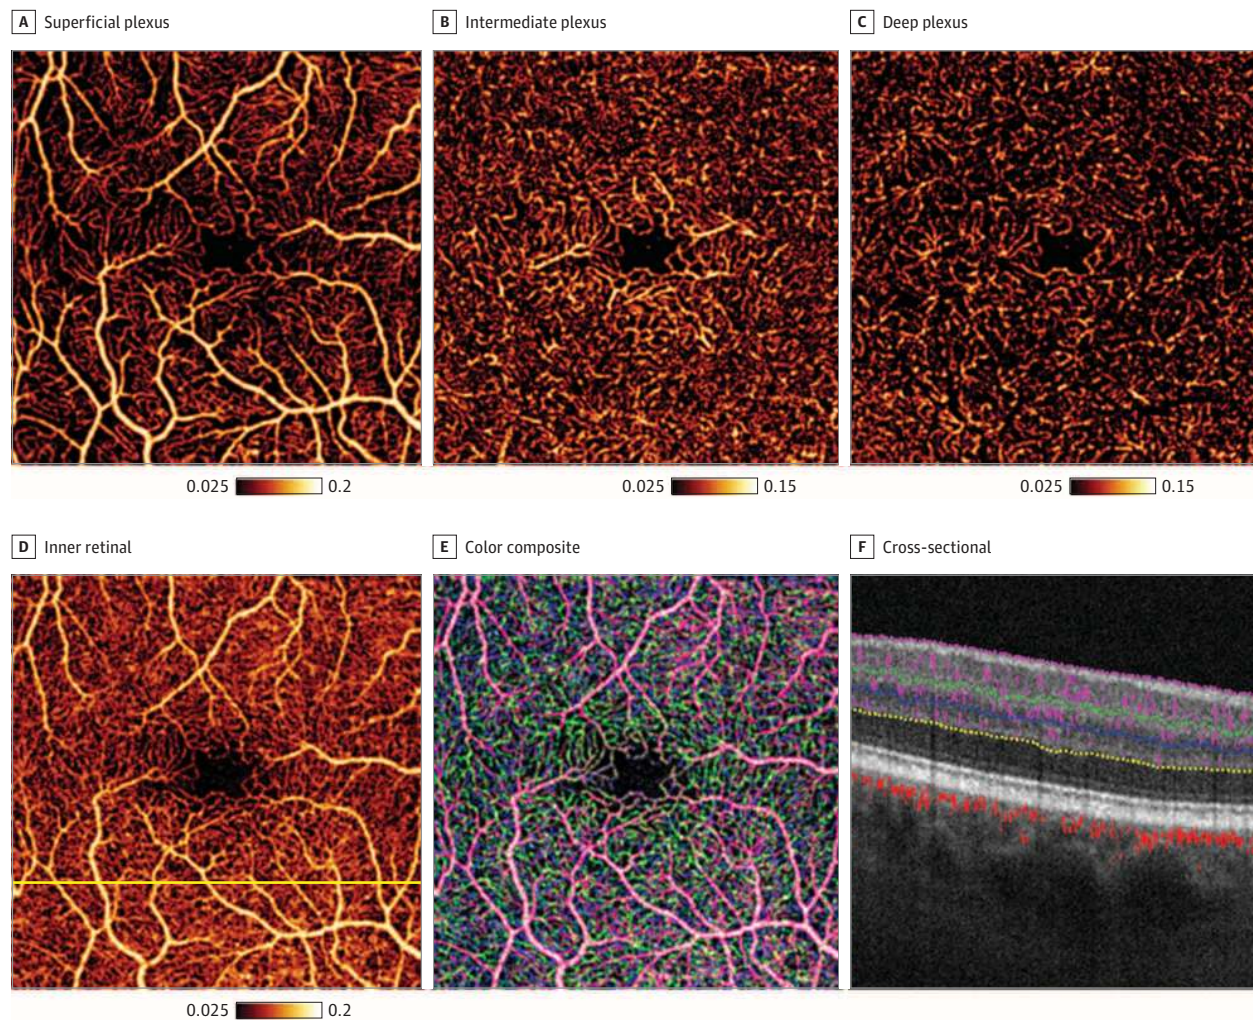 A Superficial plexus
B Intermediate plexus
C Deep plexus
0.025 0.2
0.025 0.15
0.025 0.15
D Inner retinal
E Color composite
F Cross-sectional
0.025 0.2